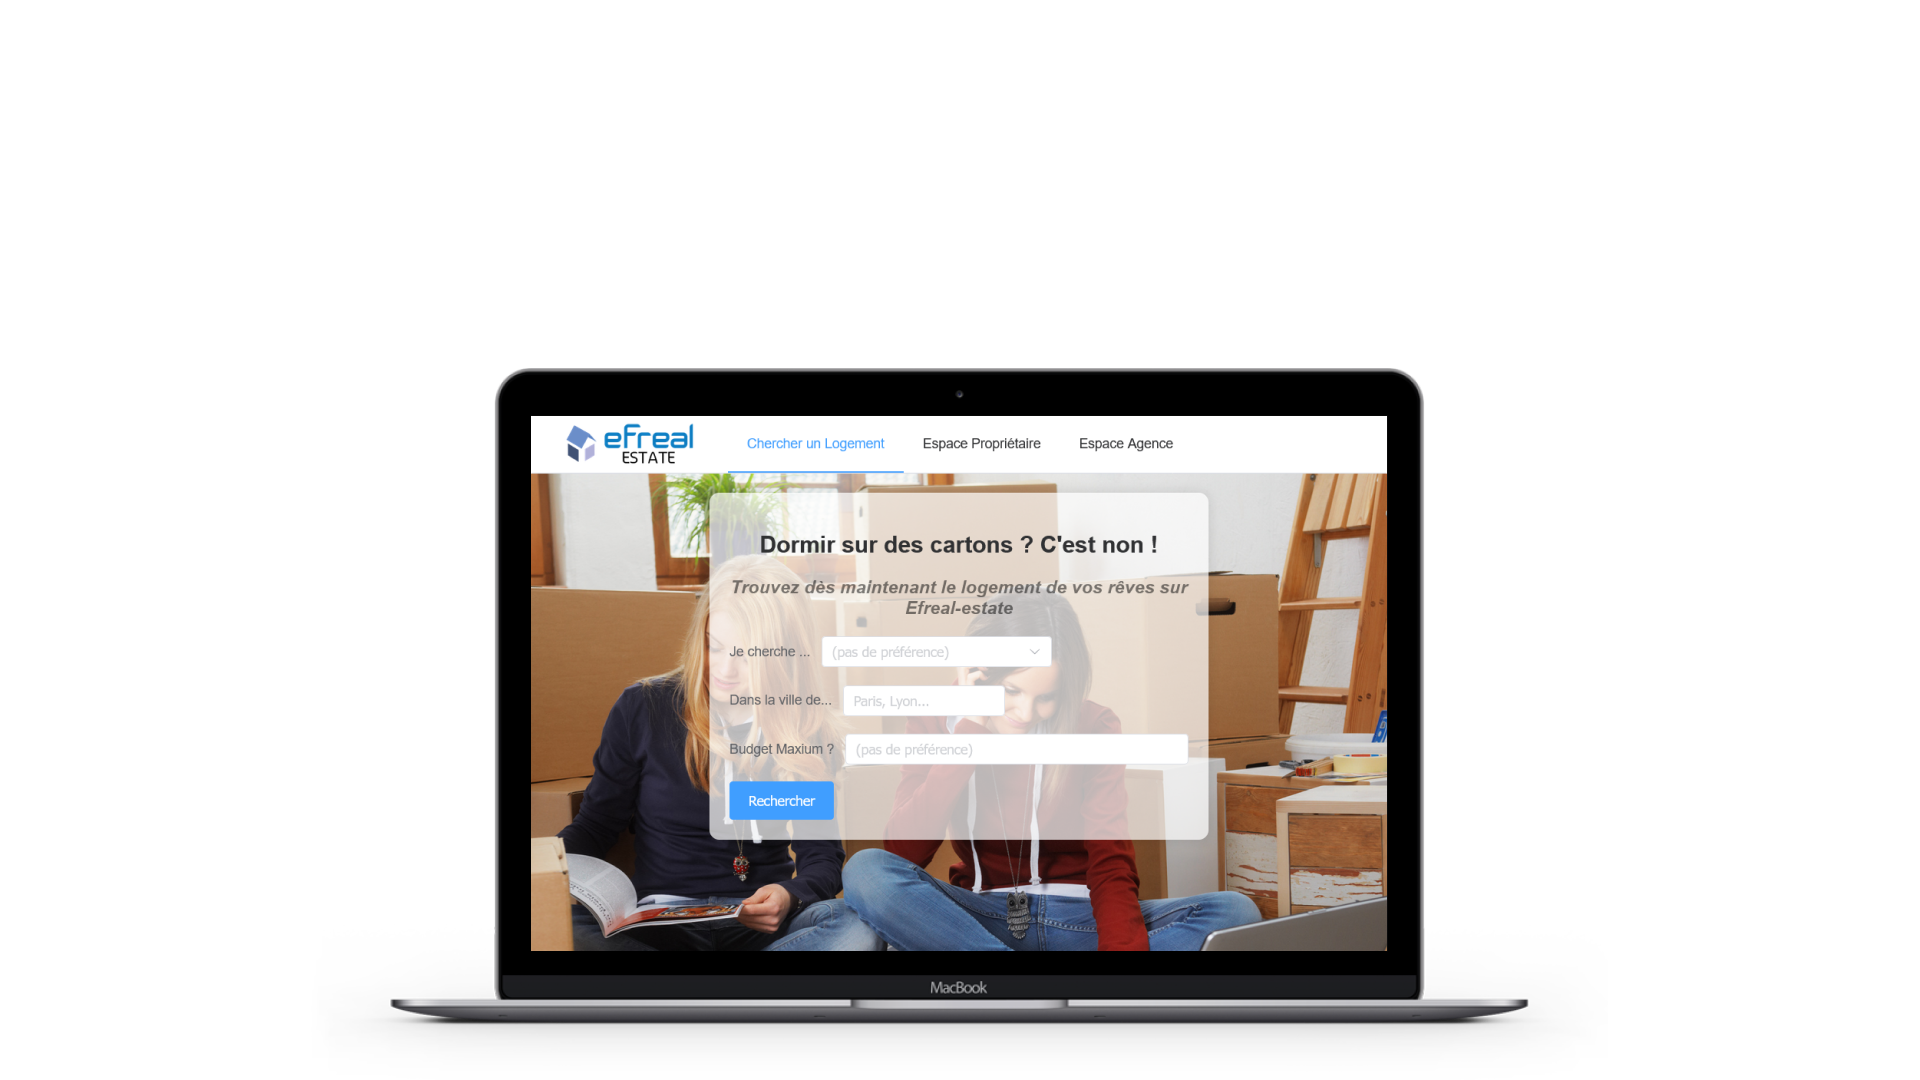 efreal
ESTATE
Chercher un Logement
Espace Propriétaire
Espace Agence
Dormir sur des cartons ? C'est non !
Trouvez dès maintenant le logement de vos rêves sur
Efreal-estate
Je cherche ...
(pas de préférence)
Dans la ville de...
Paris, Lyon...
Budget Maxium ?
(pas de préférence)
Rechercher
MacBook